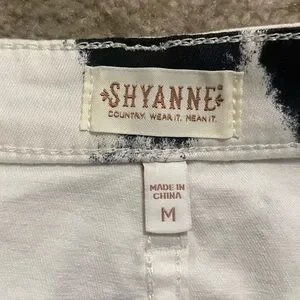 SHYANNE
COUNTRY. WEAR IT. MEAN IT.
MADE IN
CHINA
M